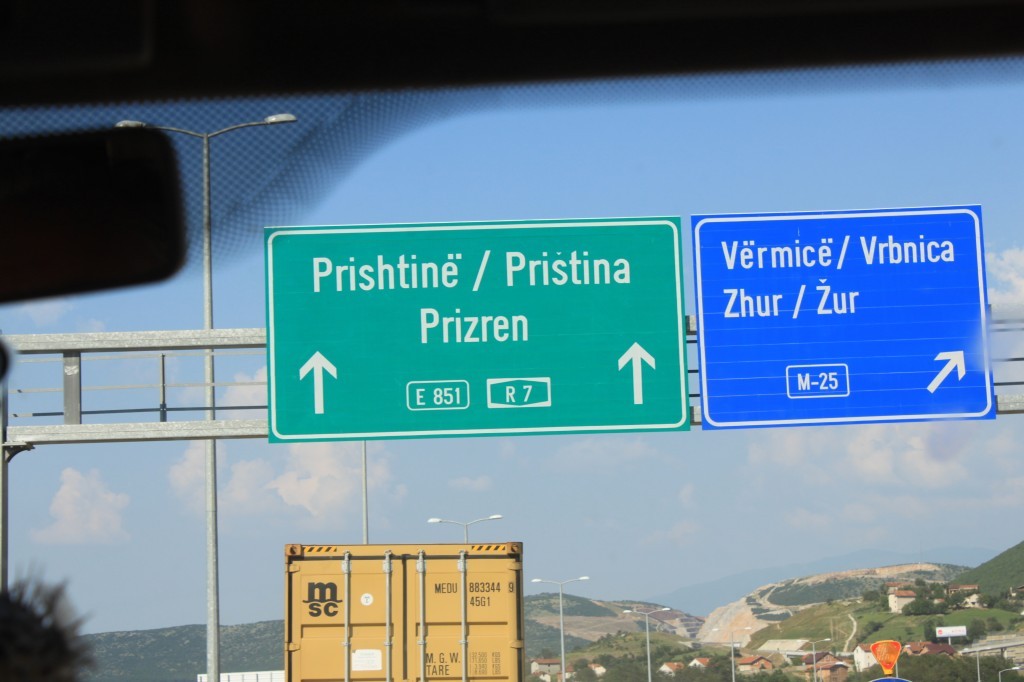 Prishtinë / Priština
Prizren
E 851
R 7
Vërmicë / Vrbnica
Zhur / Žur
M-25
msc
MEDU 883344 9
45G1
M.G.W.
TARE